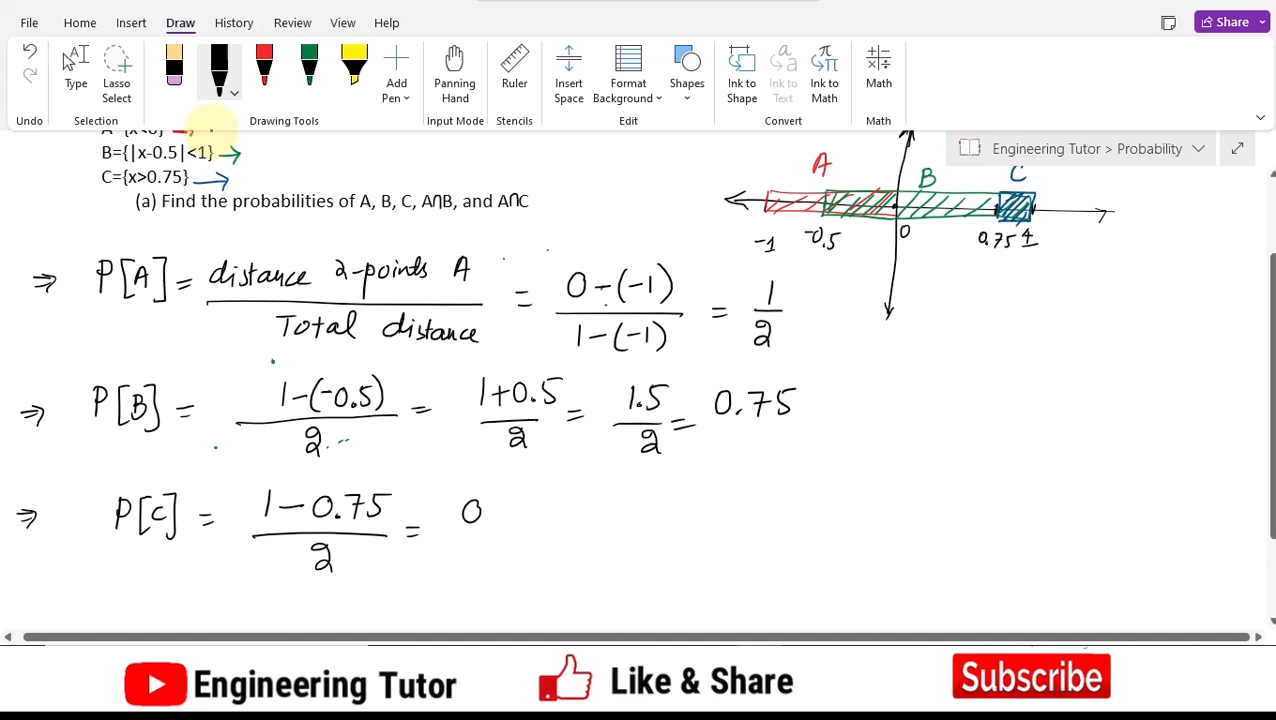 File Home Insert Draw History Review View Help Share
Undo Type Lasso Select Add Pen Panning Hand Ruler Insert Space Format Background Shapes Ink to Shape Ink to Text Ink to Math Math
Selection Drawing Tools Input Mode Stencils Edit Convert Math
Engineering Tutor > Probability
B={|x-0.5|<1}
C={x>0.75}
(a) Find the probabilities of A, B, C, A∩B, and A∩C
A B C
-1 -0.5 0 0.75 1
⇒ P[A] = distance 2-points A / Total distance = 0-(-1) / 1-(-1) = 1/2
⇒ P[B] = 1-(-0.5) / 2 = 1+0.5 / 2 = 1.5 / 2 = 0.75
⇒ P[C] = 1-0.75 / 2 = 0
Engineering Tutor Like & Share Subscribe